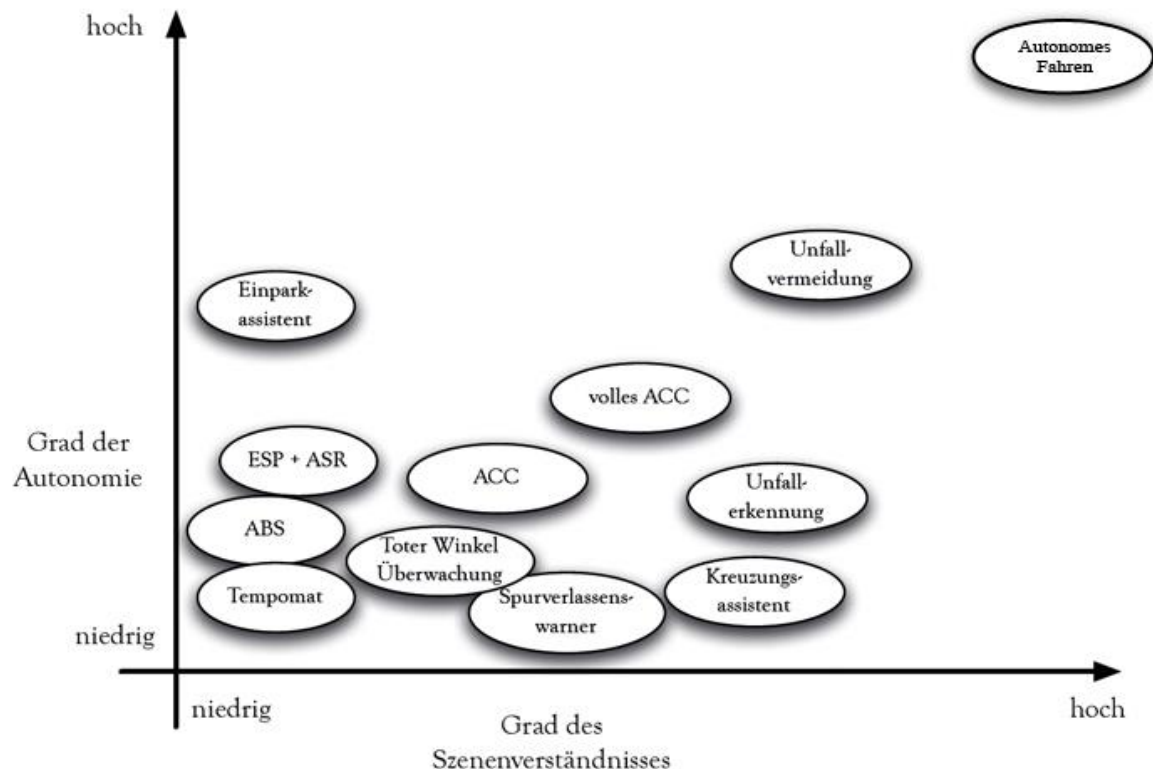 hoch
Autonomes
Fahren
Unfall-
vermeidung
Einpark-
assistent
volles ACC
Grad der
Autonomie
ESP + ASR
ACC
Unfall-
erkennung
ABS
Toter Winkel
Überwachung
Tempomat
Spurverlassens-
warner
Kreuzungs-
assistent
niedrig
niedrig
hoch
Grad des
Szenenverständnisses